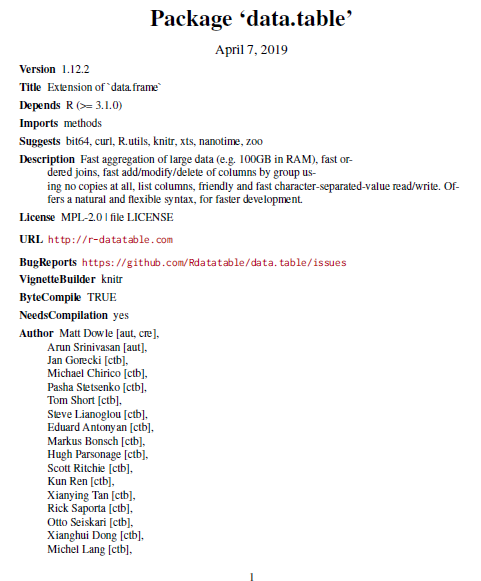 Package ‘data.table’
April 7, 2019
Version 1.12.2
Title Extension of `data.frame`
Depends R (>= 3.1.0)
Imports methods
Suggests bit64, curl, R.utils, knitr, xts, nanotime, zoo
Description Fast aggregation of large data (e.g. 100GB in RAM), fast or-
dered joins, fast add/modify/delete of columns by group us-
ing no copies at all, list columns, friendly and fast character-separated-value read/write. Of-
fers a natural and flexible syntax, for faster development.
License MPL-2.0 | file LICENSE
URL http://r-datatable.com
BugReports https://github.com/Rdatatable/data.table/issues
VignetteBuilder knitr
ByteCompile TRUE
NeedsCompilation yes
Author Matt Dowle [aut, cre],
Arun Srinivasan [aut],
Jan Gorecki [ctb],
Michael Chirico [ctb],
Pasha Stetsenko [ctb],
Tom Short [ctb],
Steve Lianoglou [ctb],
Eduard Antonyan [ctb],
Markus Bonsch [ctb],
Hugh Parsonage [ctb],
Scott Ritchie [ctb],
Kun Ren [ctb],
Xianying Tan [ctb],
Rick Saporta [ctb],
Otto Seiskari [ctb],
Xianghui Dong [ctb],
Michel Lang [ctb],
1